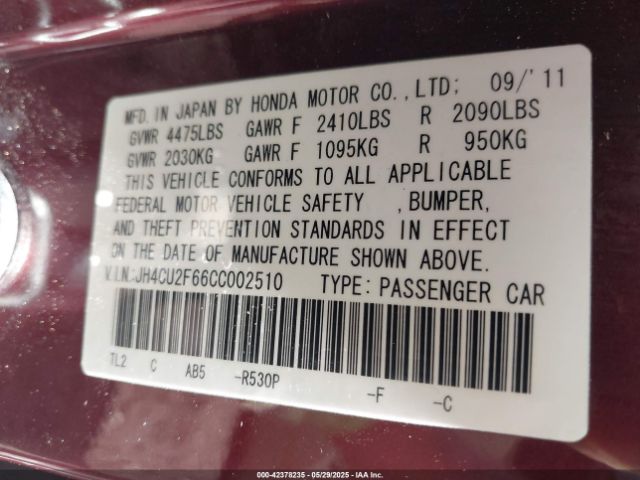 MFD. IN JAPAN BY HONDA MOTOR CO., LTD; 09/'11
GVWR 4475LBS GAWR F 2410LBS R 2090LBS
GVWR 2030KG GAWR F 1095KG R 950KG
THIS VEHICLE CONFORMS TO ALL APPLICABLE
FEDERAL MOTOR VEHICLE SAFETY , BUMPER,
AND THEFT PREVENTION STANDARDS IN EFFECT
ON THE DATE OF MANUFACTURE SHOWN ABOVE.
V.I.N.:JH4CU2F66CC002510 TYPE: PASSENGER CAR
TL2 C AB5 -R530P -F -C
000-42378235 - 05/29/2025 - IAA Inc.